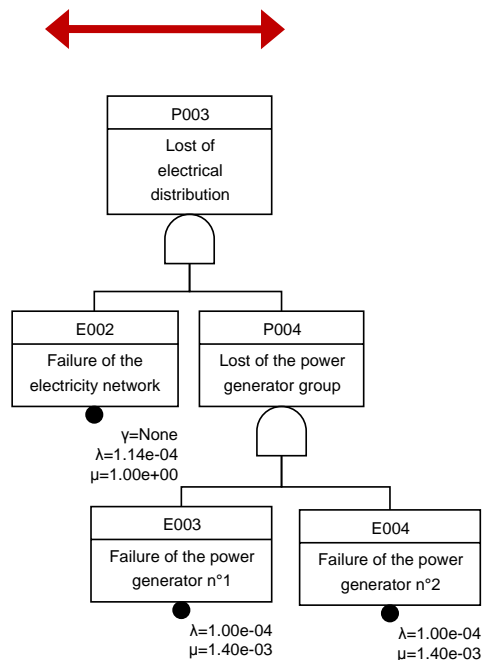 P003
Lost of
electrical
distribution
E002
Failure of the
electricity network
γ=None
λ=1.14e-04
μ=1.00e+00
P004
Lost of the power
generator group
E003
Failure of the power
generator n°1
λ=1.00e-04
μ=1.40e-03
E004
Failure of the power
generator n°2
λ=1.00e-04
μ=1.40e-03